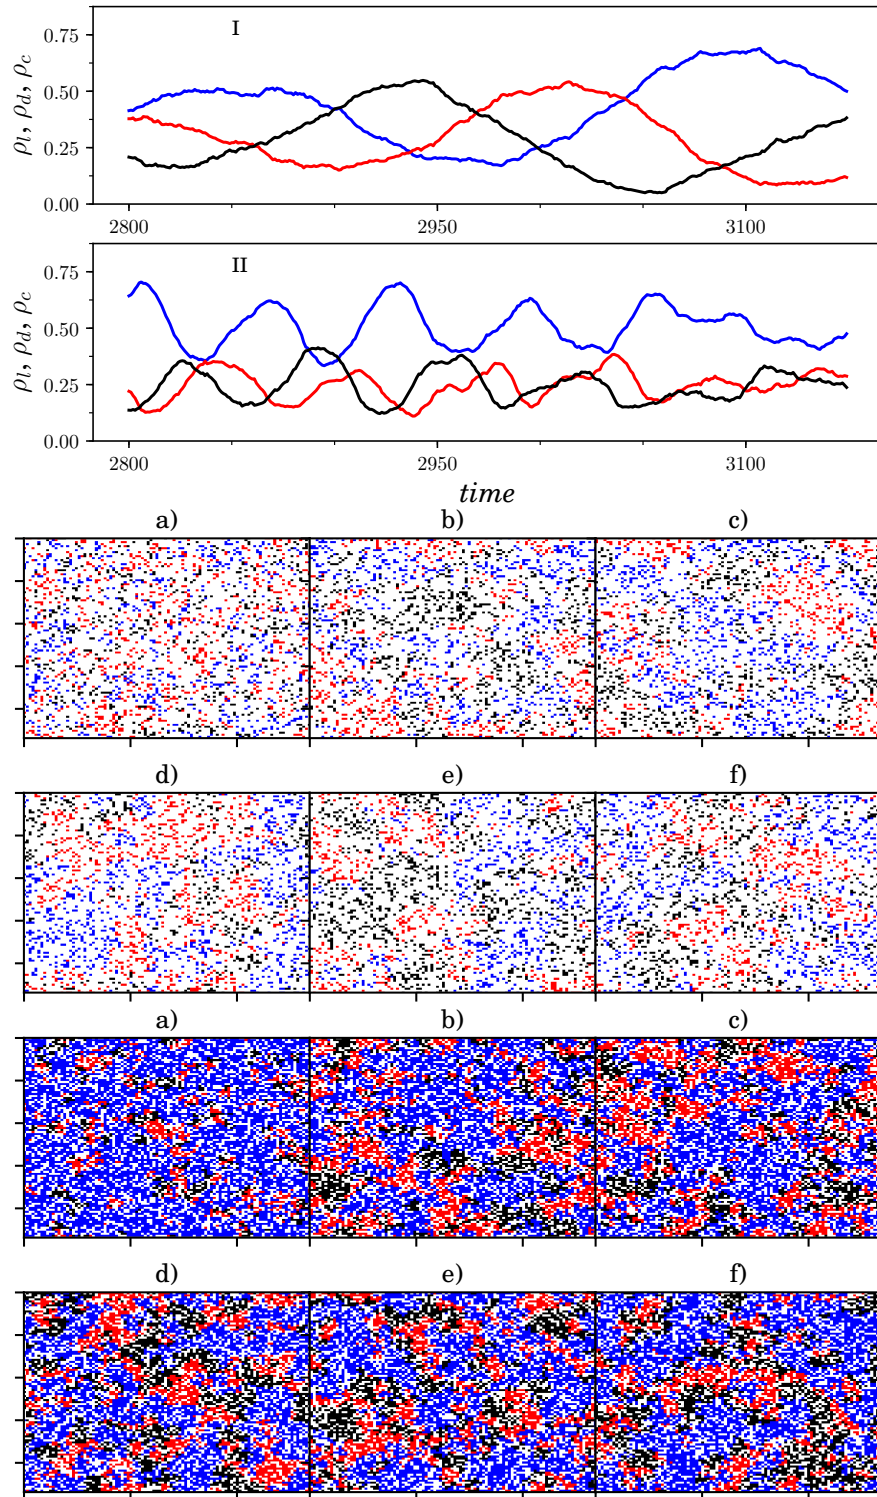 I
0.75
0.50
0.25
0.00
ρl, ρd, ρc
2800 2950 3100
II
0.75
0.50
0.25
0.00
ρl, ρd, ρc
2800 2950 3100
time
a) b) c)
d) e) f)
a) b) c)
d) e) f)